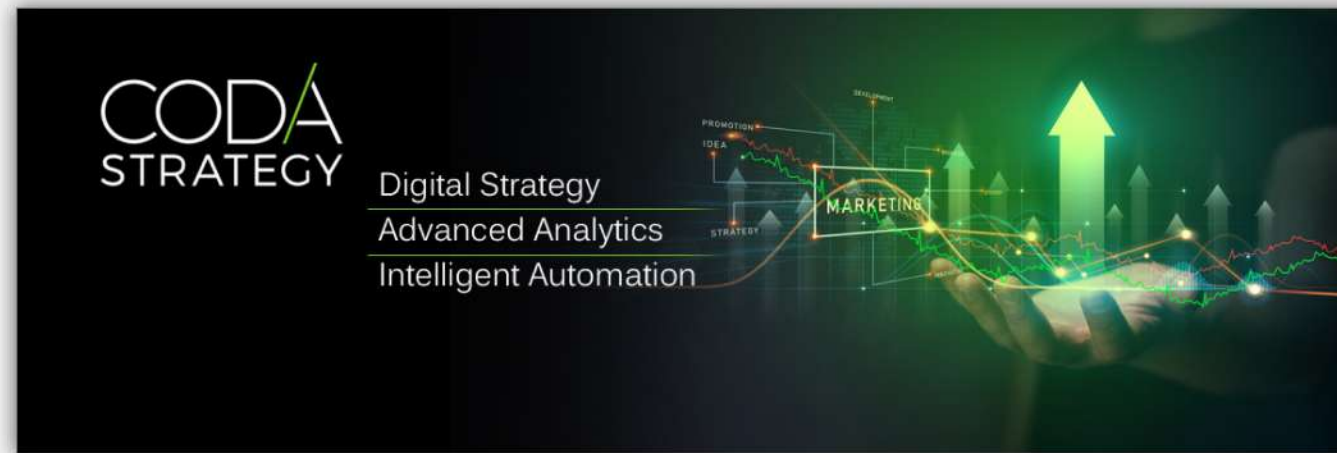 CODA
STRATEGY
Digital Strategy
Advanced Analytics
Intelligent Automation
DEVELOPMENT
PROMOTION
IDEA
MARKETING
STRATEGY